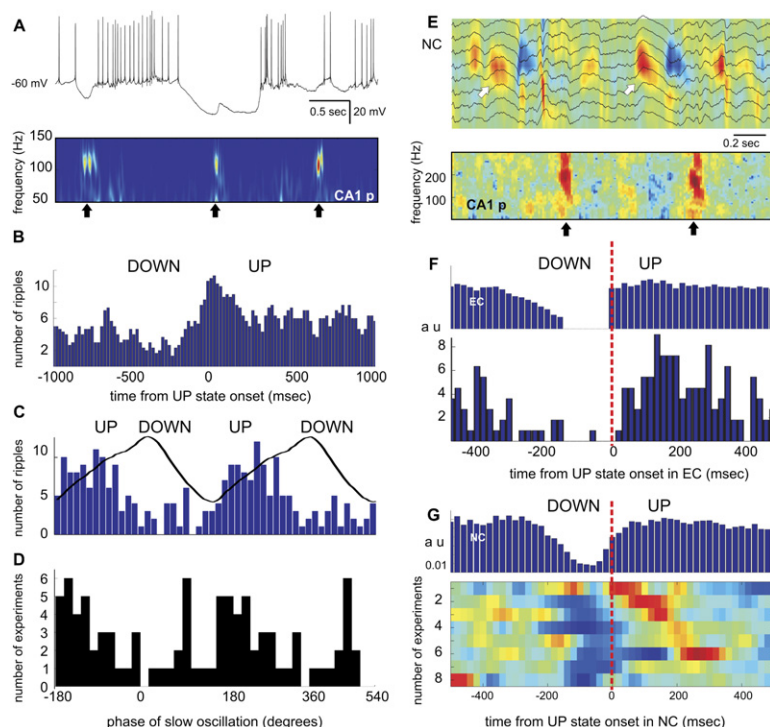 A
-60 mV
0.5 sec
20 mV
frequency (Hz)
150
100
50
CA1 p
B
DOWN UP
number of ripples
10
6
2
-1000 -500 0 500 1000
time from UP state onset (msec)
C
UP DOWN UP DOWN
number of ripples
10
5
0
D
number of experiments
6
5
4
3
2
1
0
-180 0 180 360 540
phase of slow oscillation (degrees)
E
NC
0.2 sec
frequency (Hz)
200
100
CA1 p
F
DOWN UP
EC
a u
8
6
4
2
0
-400 -200 0 200 400
time from UP state onset in EC (msec)
G
DOWN UP
NC
a u
0.01
number of experiments
2
4
6
8
-400 -200 0 200 400
time from UP state onset in NC (msec)